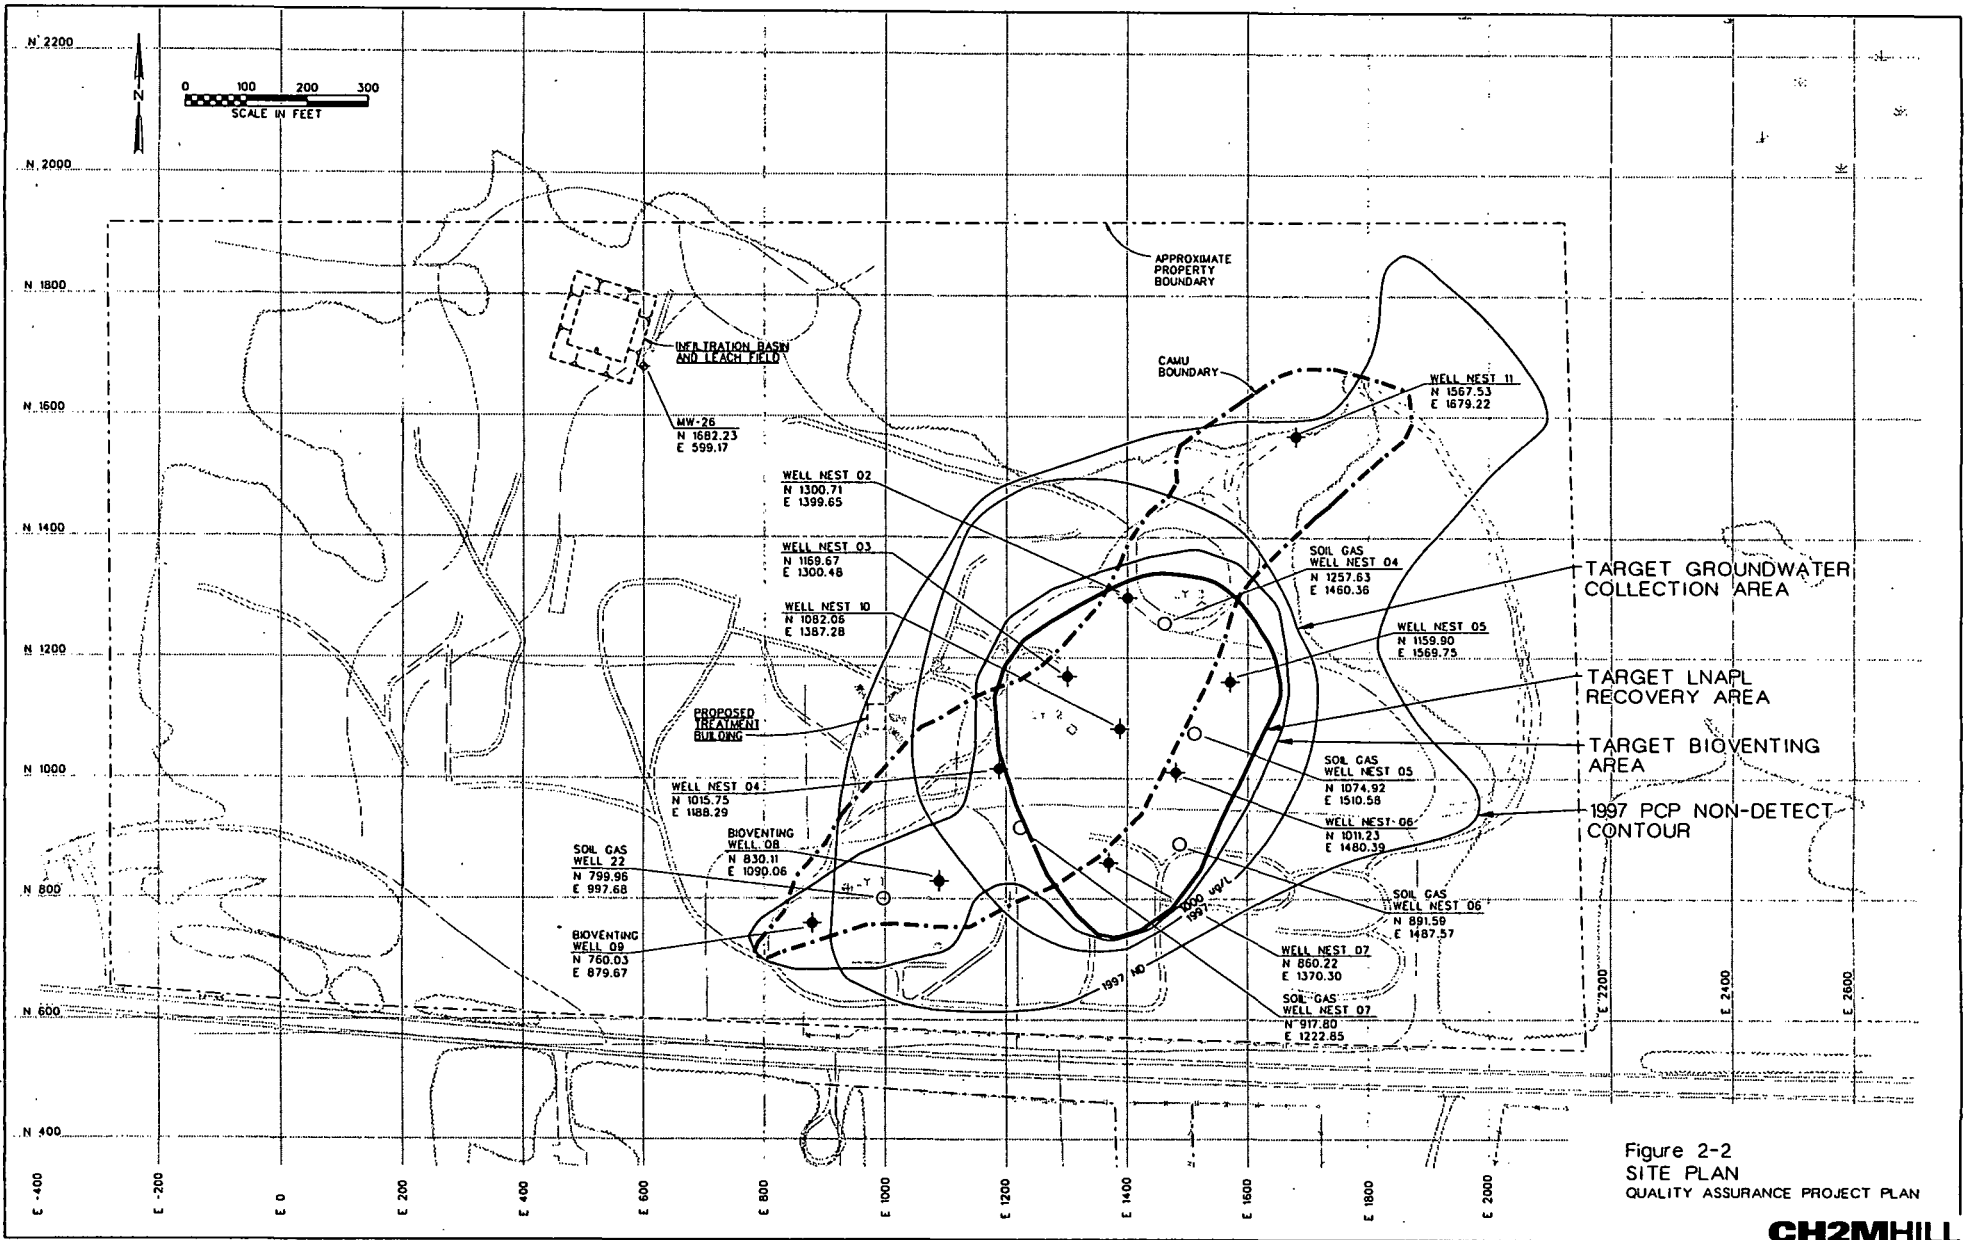 N 2200
N
0 100 200 300
SCALE IN FEET
N 2000
APPROXIMATE
PROPERTY
BOUNDARY
N 1800
INFILTRATION BASIN
AND LEACH FIELD
CAMU
BOUNDARY
WELL NEST 11
N 1567.53
E 1679.22
N 1600
MW-26
N 1682.23
E 599.17
WELL NEST 02
N 1300.71
E 1399.65
N 1400
WELL NEST 03
N 1169.67
E 1300.48
SOIL GAS
WELL NEST 04
N 1257.63
E 1460.36
TARGET GROUNDWATER
COLLECTION AREA
WELL NEST 10
N 1082.06
E 1387.28
WELL NEST 05
N 1159.90
E 1569.75
N 1200
TARGET LNAPL
RECOVERY AREA
PROPOSED
TREATMENT
BUILDING
TARGET BIOVENTING
AREA
N 1000
SOIL GAS
WELL NEST 05
N 1074.92
E 1510.58
WELL NEST 04
N 1015.75
E 1188.29
1997 PCP NON-DETECT
CONTOUR
WELL NEST 06
N 1011.23
E 1480.39
BIOVENTING
WELL 08
N 830.11
E 1090.06
SOIL GAS
WELL 22
N 799.96
E 997.68
N 800
1000 ug/L
1997
SOIL GAS
WELL NEST 06
N 891.59
E 1487.57
BIOVENTING
WELL 09
N 760.03
E 879.67
WELL NEST 07
N 860.22
E 1370.30
1997 ND
SOIL GAS
WELL NEST 07
N 917.80
E 1222.85
N 600
E 2200
E 2400
E 2600
N 400
E -400
E -200
E 0
E 200
E 400
E 600
E 800
E 1000
E 1200
E 1400
E 1600
E 1800
E 2000
Figure 2-2
SITE PLAN
QUALITY ASSURANCE PROJECT PLAN
CH2MHILL